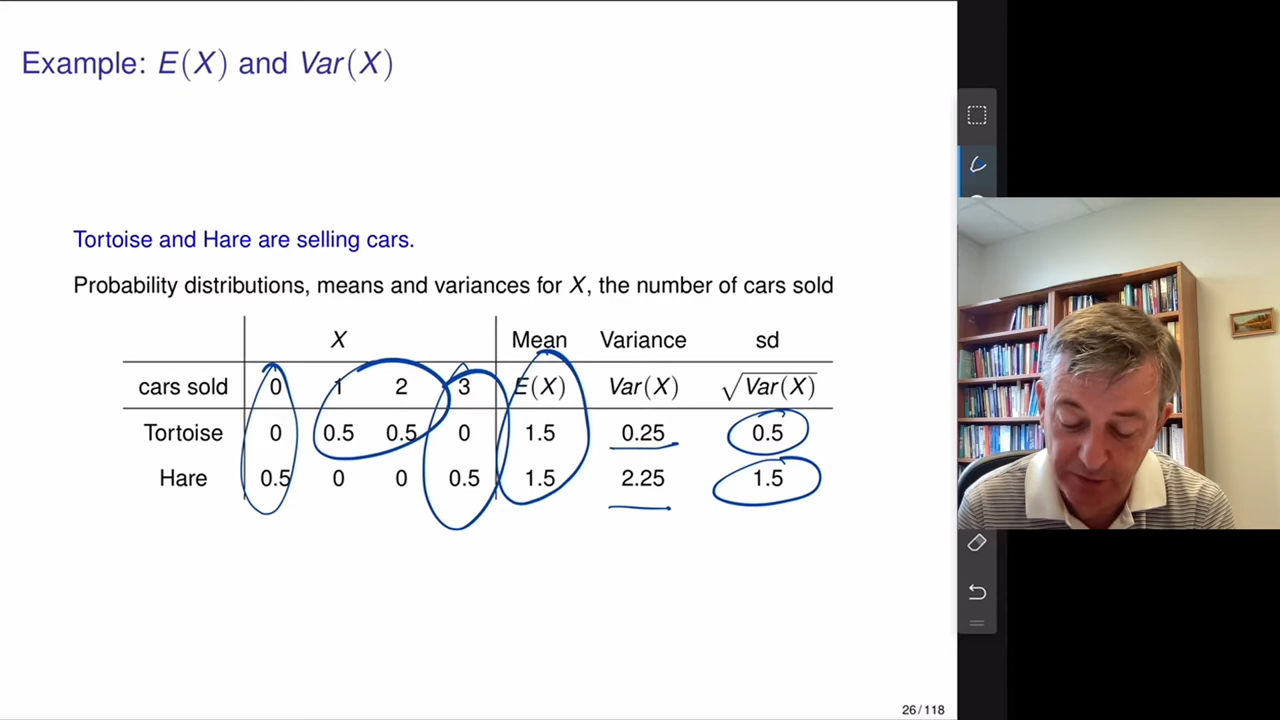 Example: E(X) and Var(X)
Tortoise and Hare are selling cars.
Probability distributions, means and variances for X, the number of cars sold
X Mean Variance sd
cars sold 0 1 2 3 E(X) Var(X) √Var(X)
Tortoise 0 0.5 0.5 0 1.5 0.25 0.5
Hare 0.5 0 0 0.5 1.5 2.25 1.5
26/118